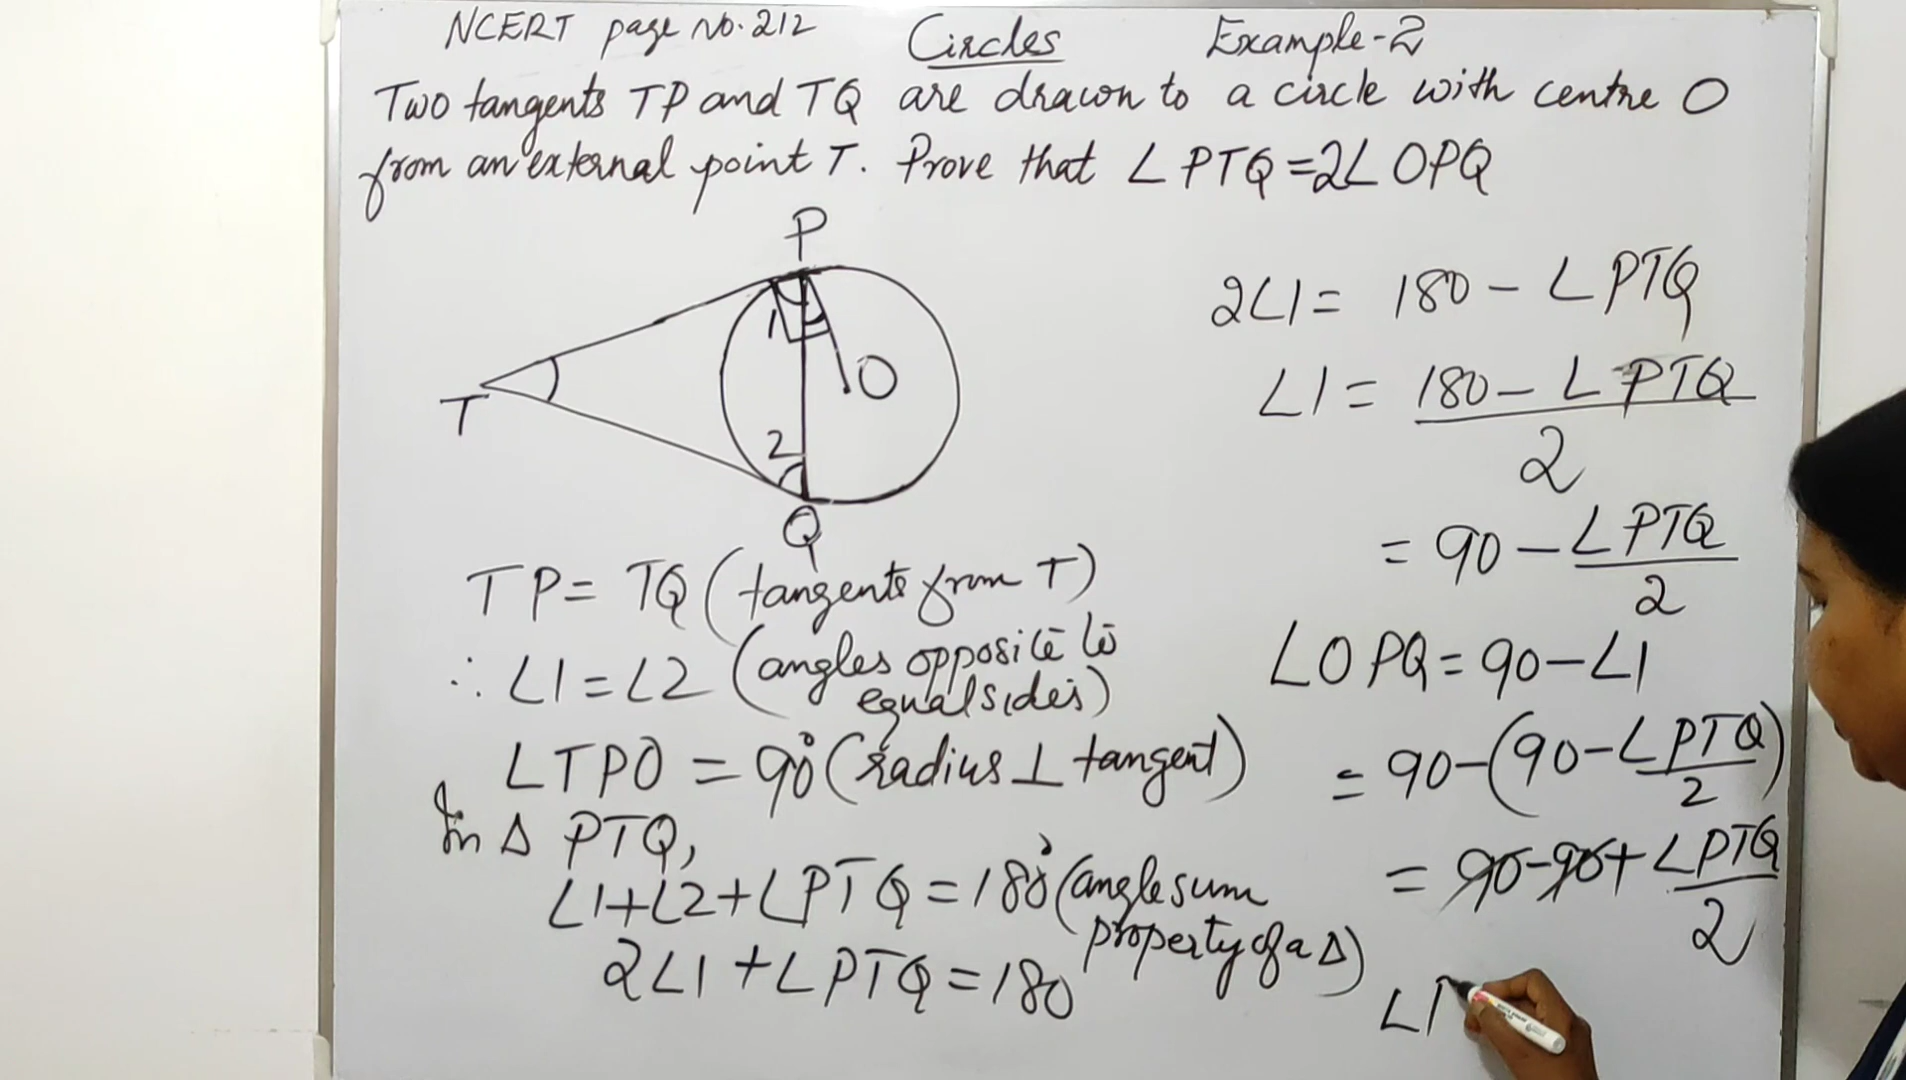 NCERT page No. 212 Circles Example-2
Two tangents TP and TQ are drawn to a circle with centre O
from an external point T. Prove that ∠PTQ=2∠OPQ
P
1
O
T
2
Q
TP = TQ (tangents from T)
∴ ∠1 = ∠2 (angles opposite to
equal sides)
∠TPO = 90° (radius ⊥ tangent)
In Δ PTQ,
∠1+∠2+∠PTQ = 180° (angle sum
property of a Δ)
2∠1 + ∠PTQ = 180
2∠1 = 180 - ∠PTQ
∠1 = 180 - ∠PTQ
2
= 90 - ∠PTQ
2
∠OPQ = 90 - ∠1
= 90 - (90 - ∠PTQ)
2
= 90 - 90 + ∠PTQ
2